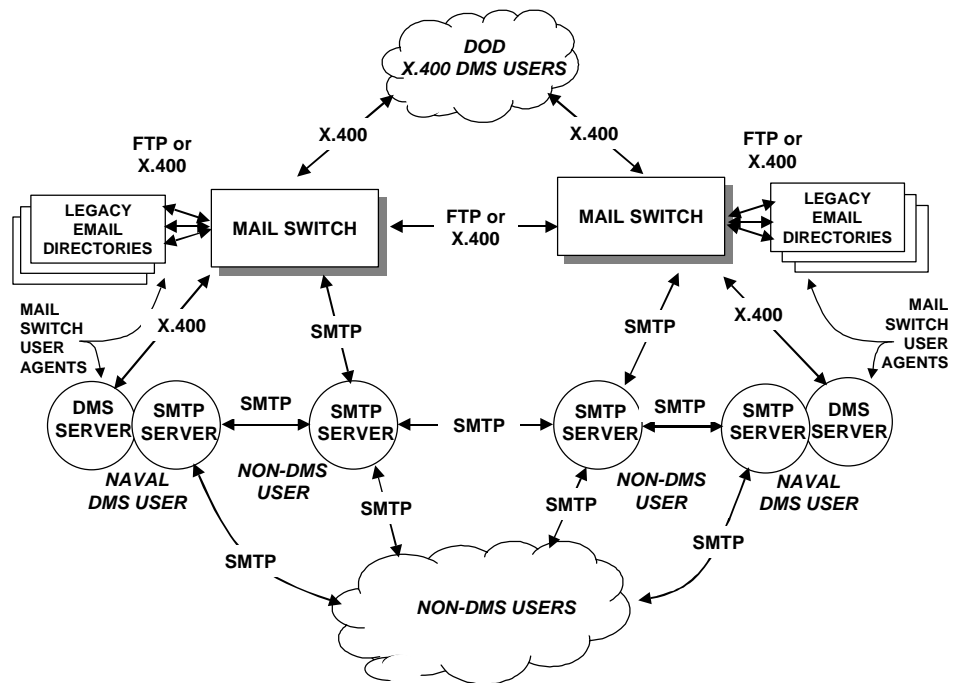 DOD
X.400 DMS USERS
X.400
X.400
FTP or
X.400
FTP or
X.400
LEGACY
EMAIL
DIRECTORIES
MAIL SWITCH
FTP or
X.400
MAIL SWITCH
LEGACY
EMAIL
DIRECTORIES
MAIL
SWITCH
USER
AGENTS
X.400
SMTP
SMTP
X.400
MAIL
SWITCH
USER
AGENTS
DMS
SERVER
SMTP
SERVER
SMTP
SMTP
SERVER
SMTP
SMTP
SERVER
SMTP
SMTP
SERVER
DMS
SERVER
NAVAL
DMS USER
NON-DMS
USER
NON-DMS
USER
NAVAL
DMS USER
SMTP
SMTP
SMTP
SMTP
NON-DMS USERS